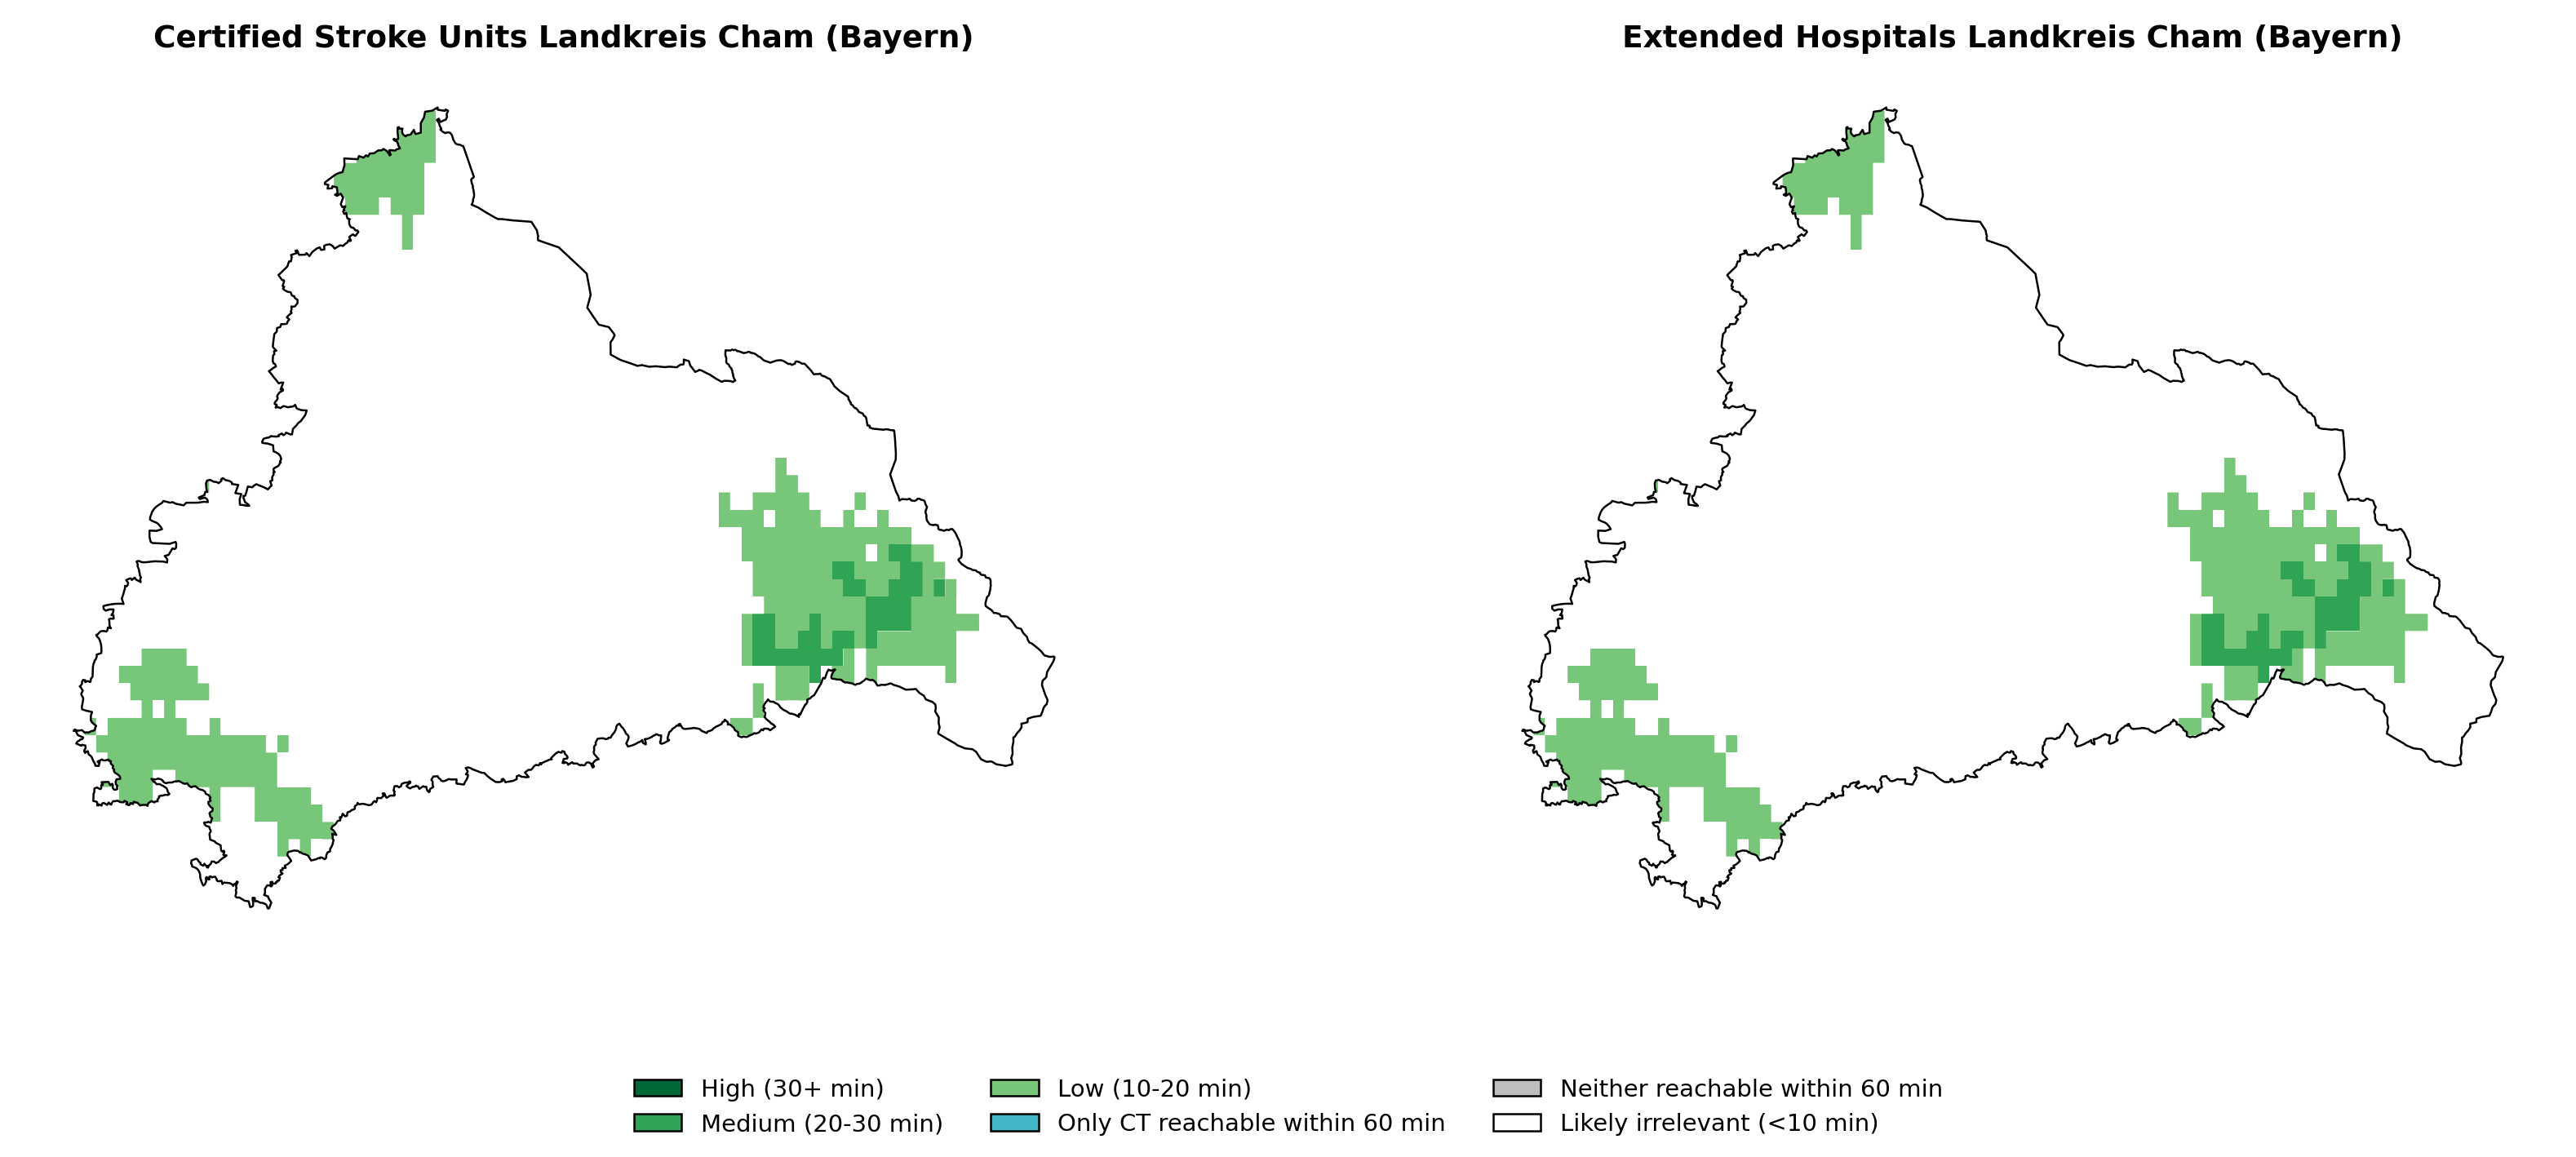 Certified Stroke Units Landkreis Cham (Bayern)
Extended Hospitals Landkreis Cham (Bayern)
High (30+ min)
Medium (20-30 min)
Low (10-20 min)
Only CT reachable within 60 min
Neither reachable within 60 min
Likely irrelevant (<10 min)